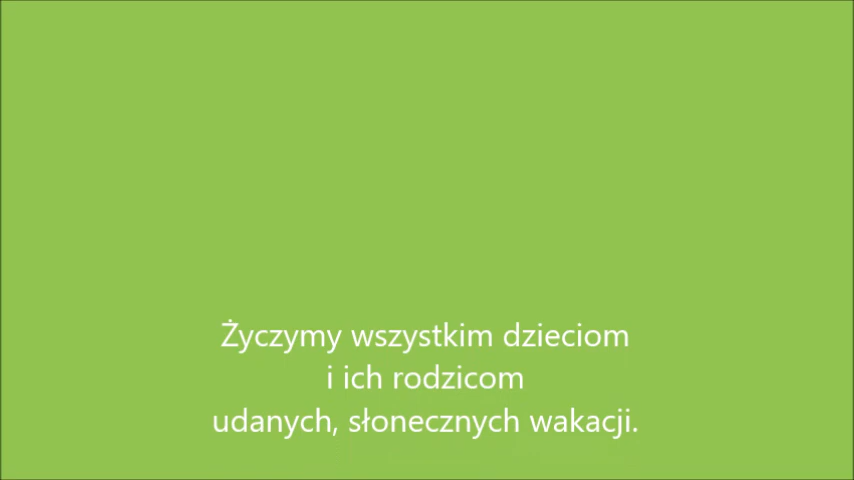 Życzymy wszystkim dzieciom
i ich rodzicom
udanych, słonecznych wakacji.